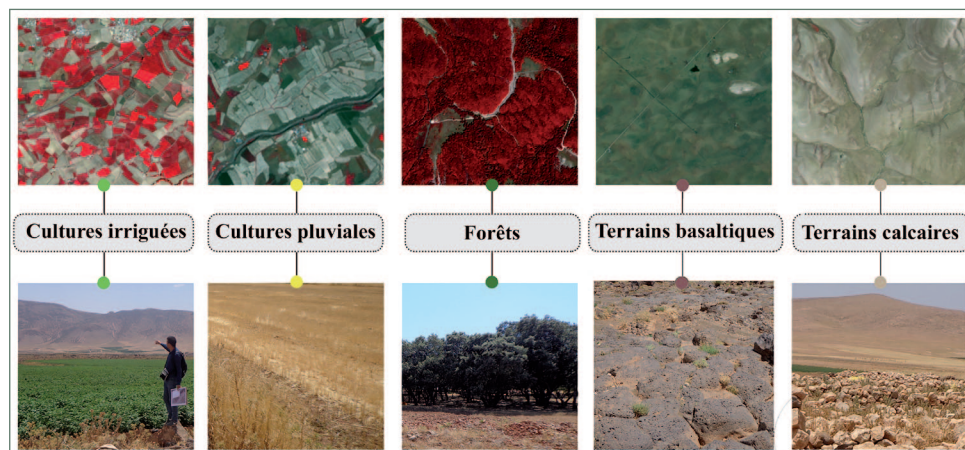 Cultures irriguées
Cultures pluviales
Forêts
Terrains basaltiques
Terrains calcaires